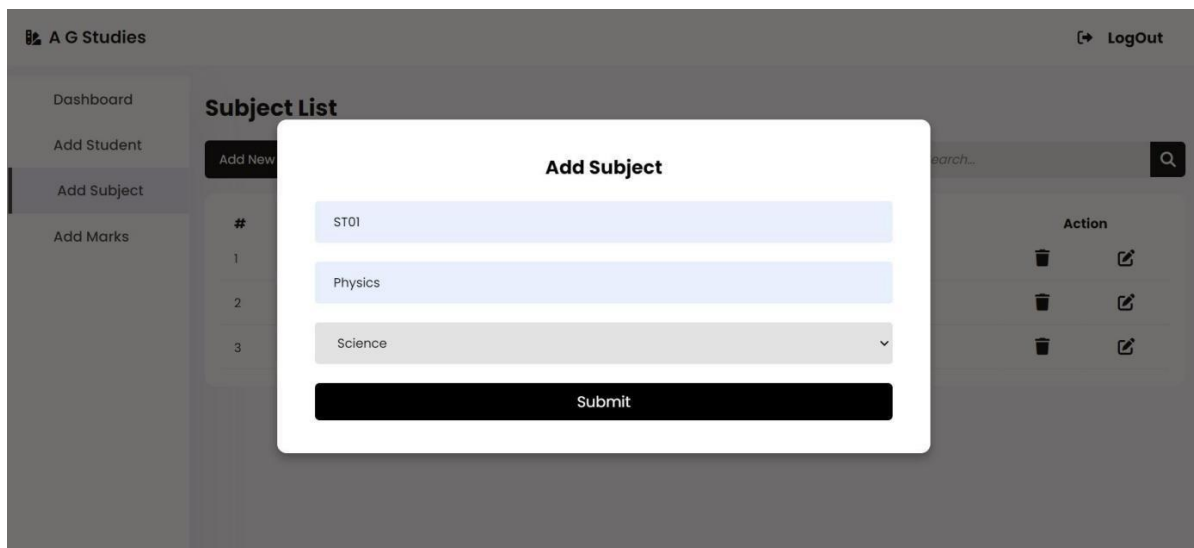 A G Studies
LogOut
Dashboard
Add Student
Add Subject
Add Marks
Subject List
Add New
earch...
Add Subject
ST01
Physics
Science
Submit
#
Action
1
2
3